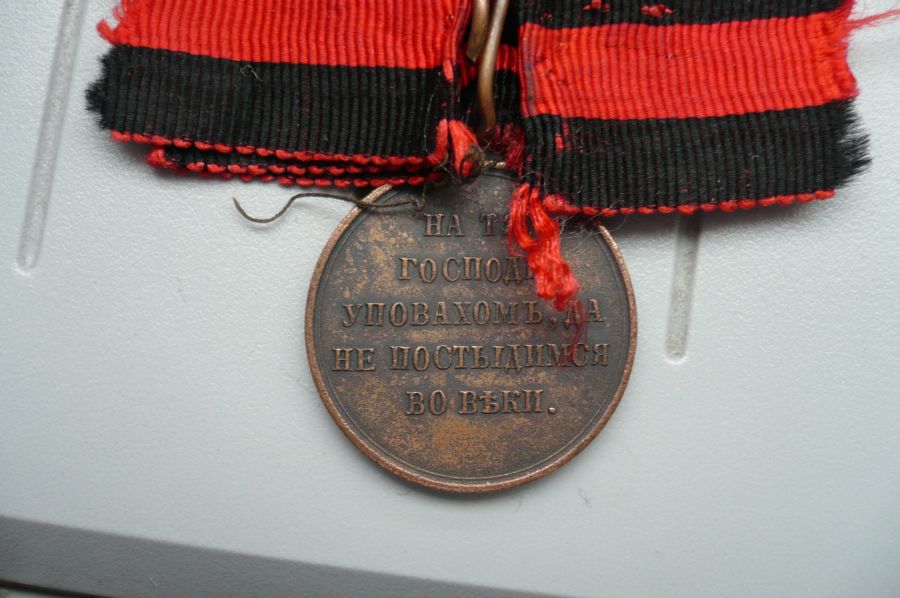 НА
ГОСПОД
УПОВАХОМЪ, ДА
НЕ ПОСТЫДИМСЯ
ВО ВѢКИ.